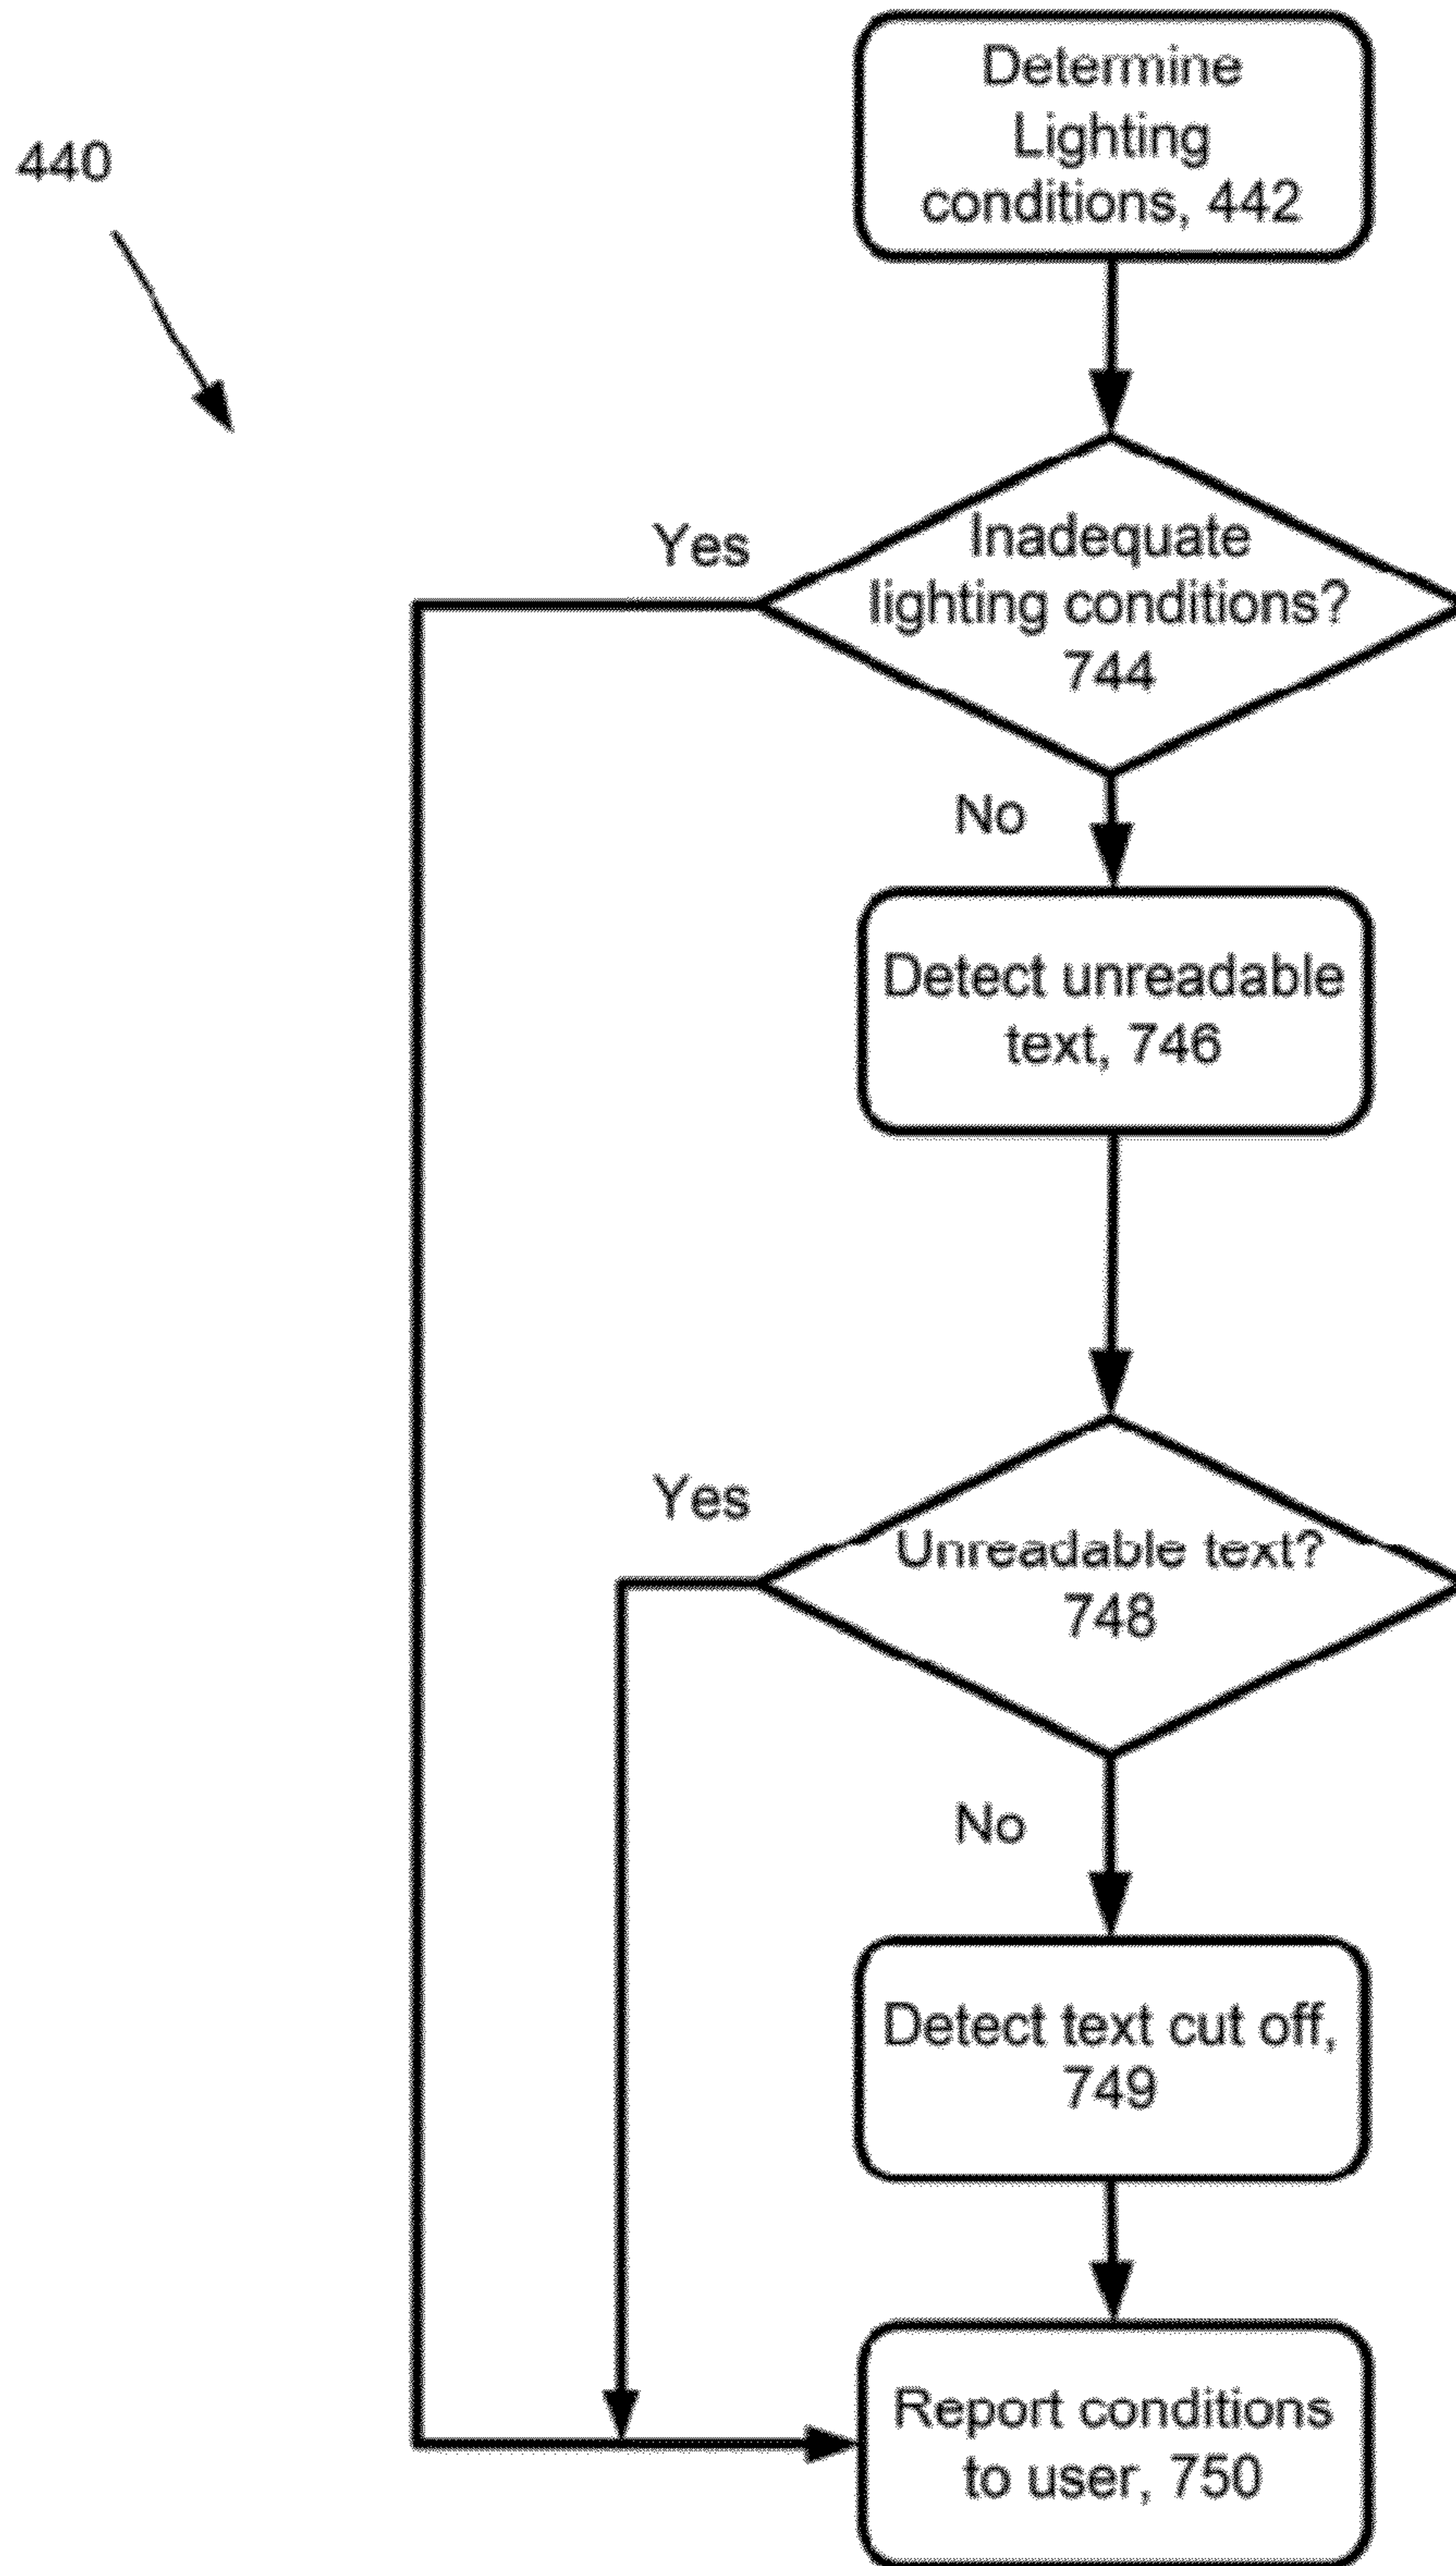 440
Determine
Lighting
conditions, 442
Yes
Inadequate
lighting conditions?
744
No
Detect unreadable
text, 746
Yes
Unreadable text?
748
No
Detect text cut off,
749
Report conditions
to user, 750